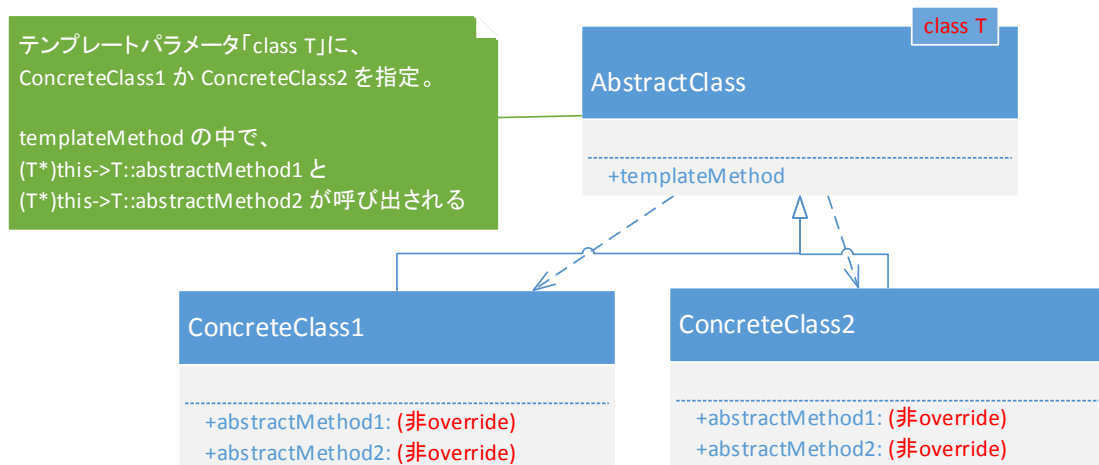 テンプレートパラメータ「class T」に、
ConcreteClass1 か ConcreteClass2 を指定。
templateMethod の中で、
(T*)this->T::abstractMethod1 と
(T*)this->T::abstractMethod2 が呼び出される
class T
AbstractClass
+templateMethod
ConcreteClass1
+abstractMethod1: (非override)
+abstractMethod2: (非override)
ConcreteClass2
+abstractMethod1: (非override)
+abstractMethod2: (非override)